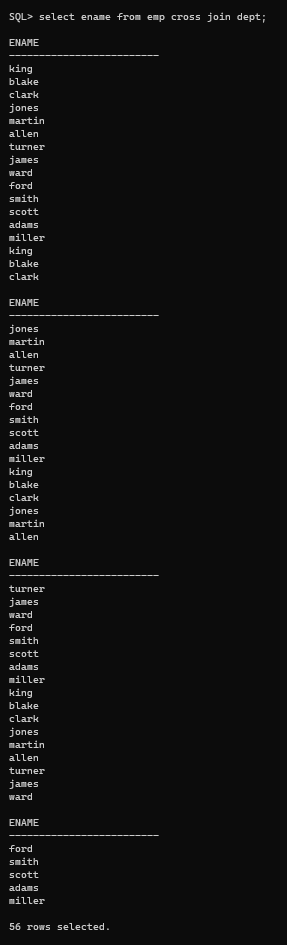 SQL> select ename from emp cross join dept;
ENAME
-------------------------
king
blake
clark
jones
martin
allen
turner
james
ward
ford
smith
scott
adams
miller
king
blake
clark
ENAME
-------------------------
jones
martin
allen
turner
james
ward
ford
smith
scott
adams
miller
king
blake
clark
jones
martin
allen
ENAME
-------------------------
turner
james
ward
ford
smith
scott
adams
miller
king
blake
clark
jones
martin
allen
turner
james
ward
ENAME
-------------------------
ford
smith
scott
adams
miller
56 rows selected.